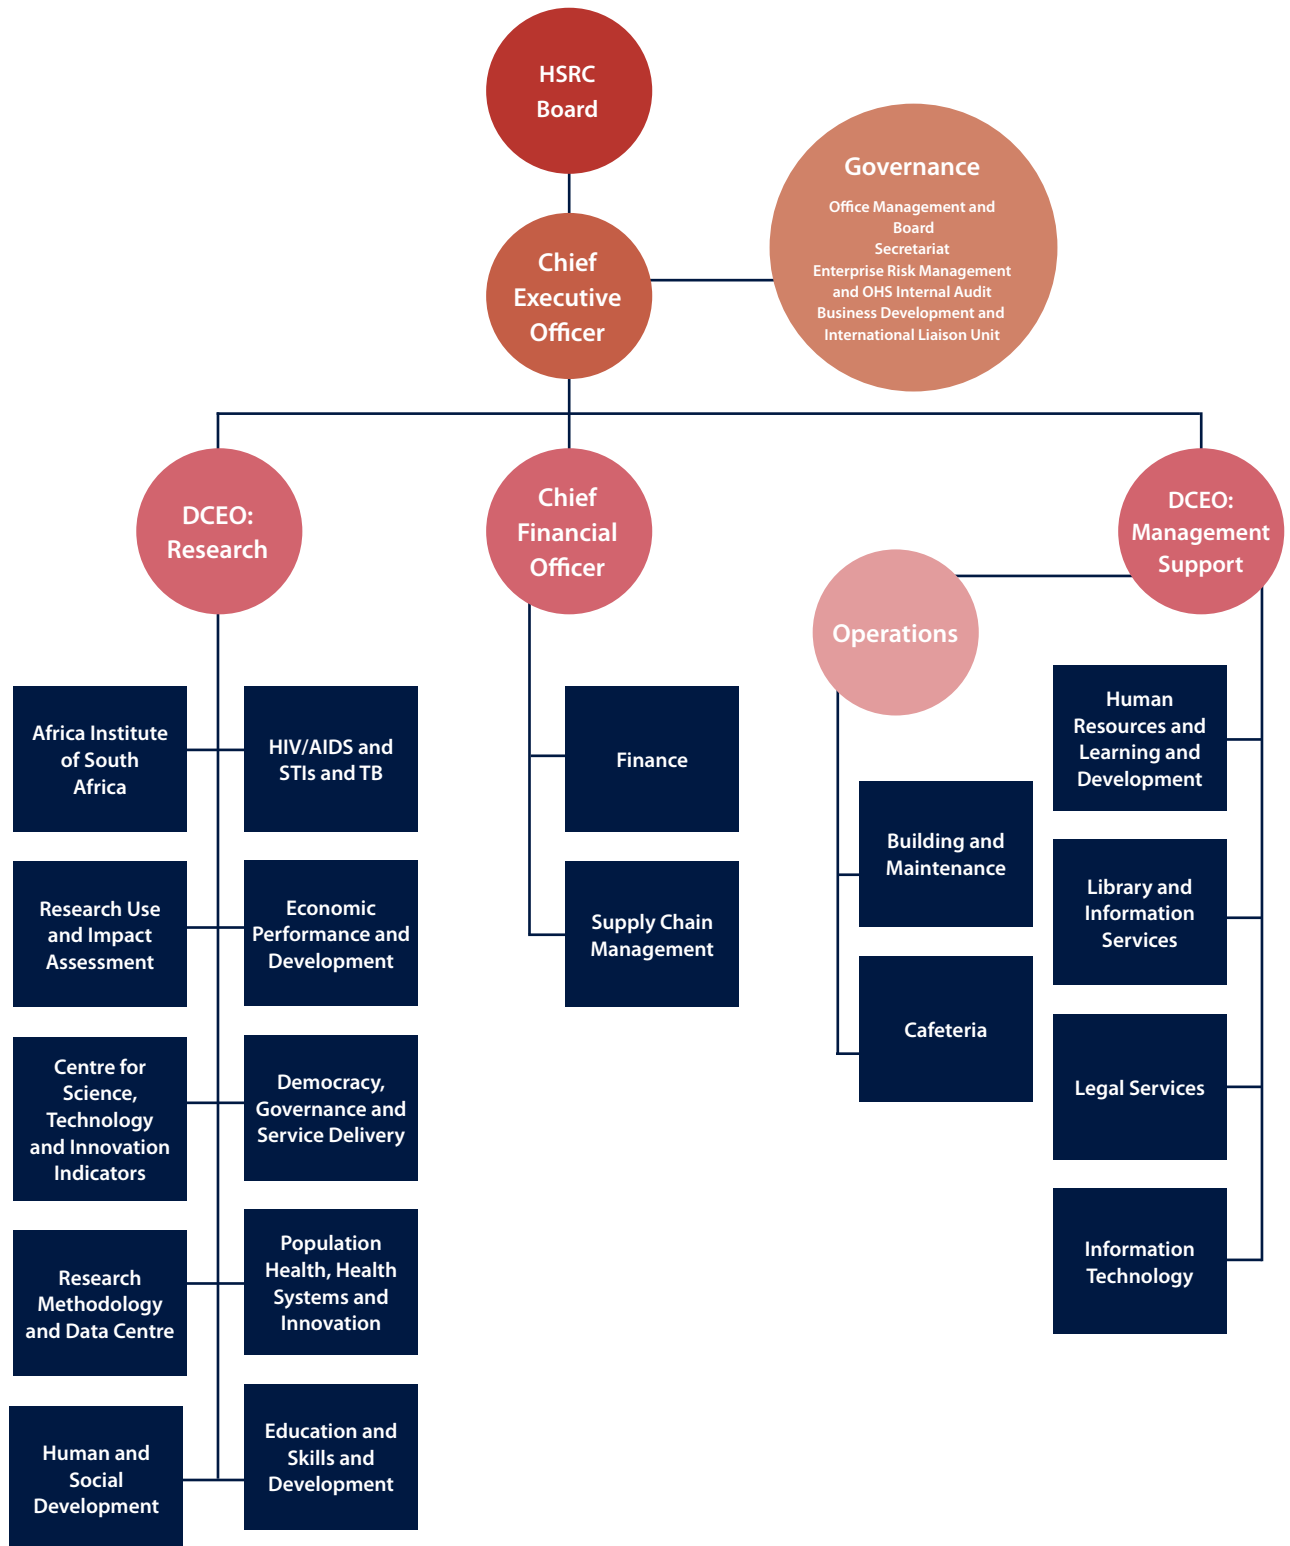 HSRC
Board
Governance
Office Management and
Board
Secretariat
Enterprise Risk Management
and OHS Internal Audit
Business Development and
International Liaison Unit
Chief
Executive
Officer
DCEO:
Research
Chief
Financial
Officer
DCEO:
Management
Support
Operations
Africa Institute
of South
Africa
HIV/AIDS and
STIs and TB
Research Use
and Impact
Assessment
Economic
Performance and
Development
Centre for
Science,
Technology
and Innovation
Indicators
Democracy,
Governance and
Service Delivery
Research
Methodology
and Data Centre
Population
Health, Health
Systems and
Innovation
Human and
Social
Development
Education and
Skills and
Development
Finance
Supply Chain
Management
Building and
Maintenance
Cafeteria
Human
Resources and
Learning and
Development
Library and
Information
Services
Legal Services
Information
Technology